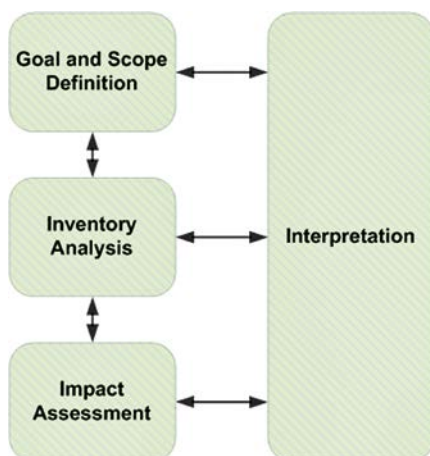 Goal and Scope
Definition
Inventory
Analysis
Interpretation
Impact
Assessment